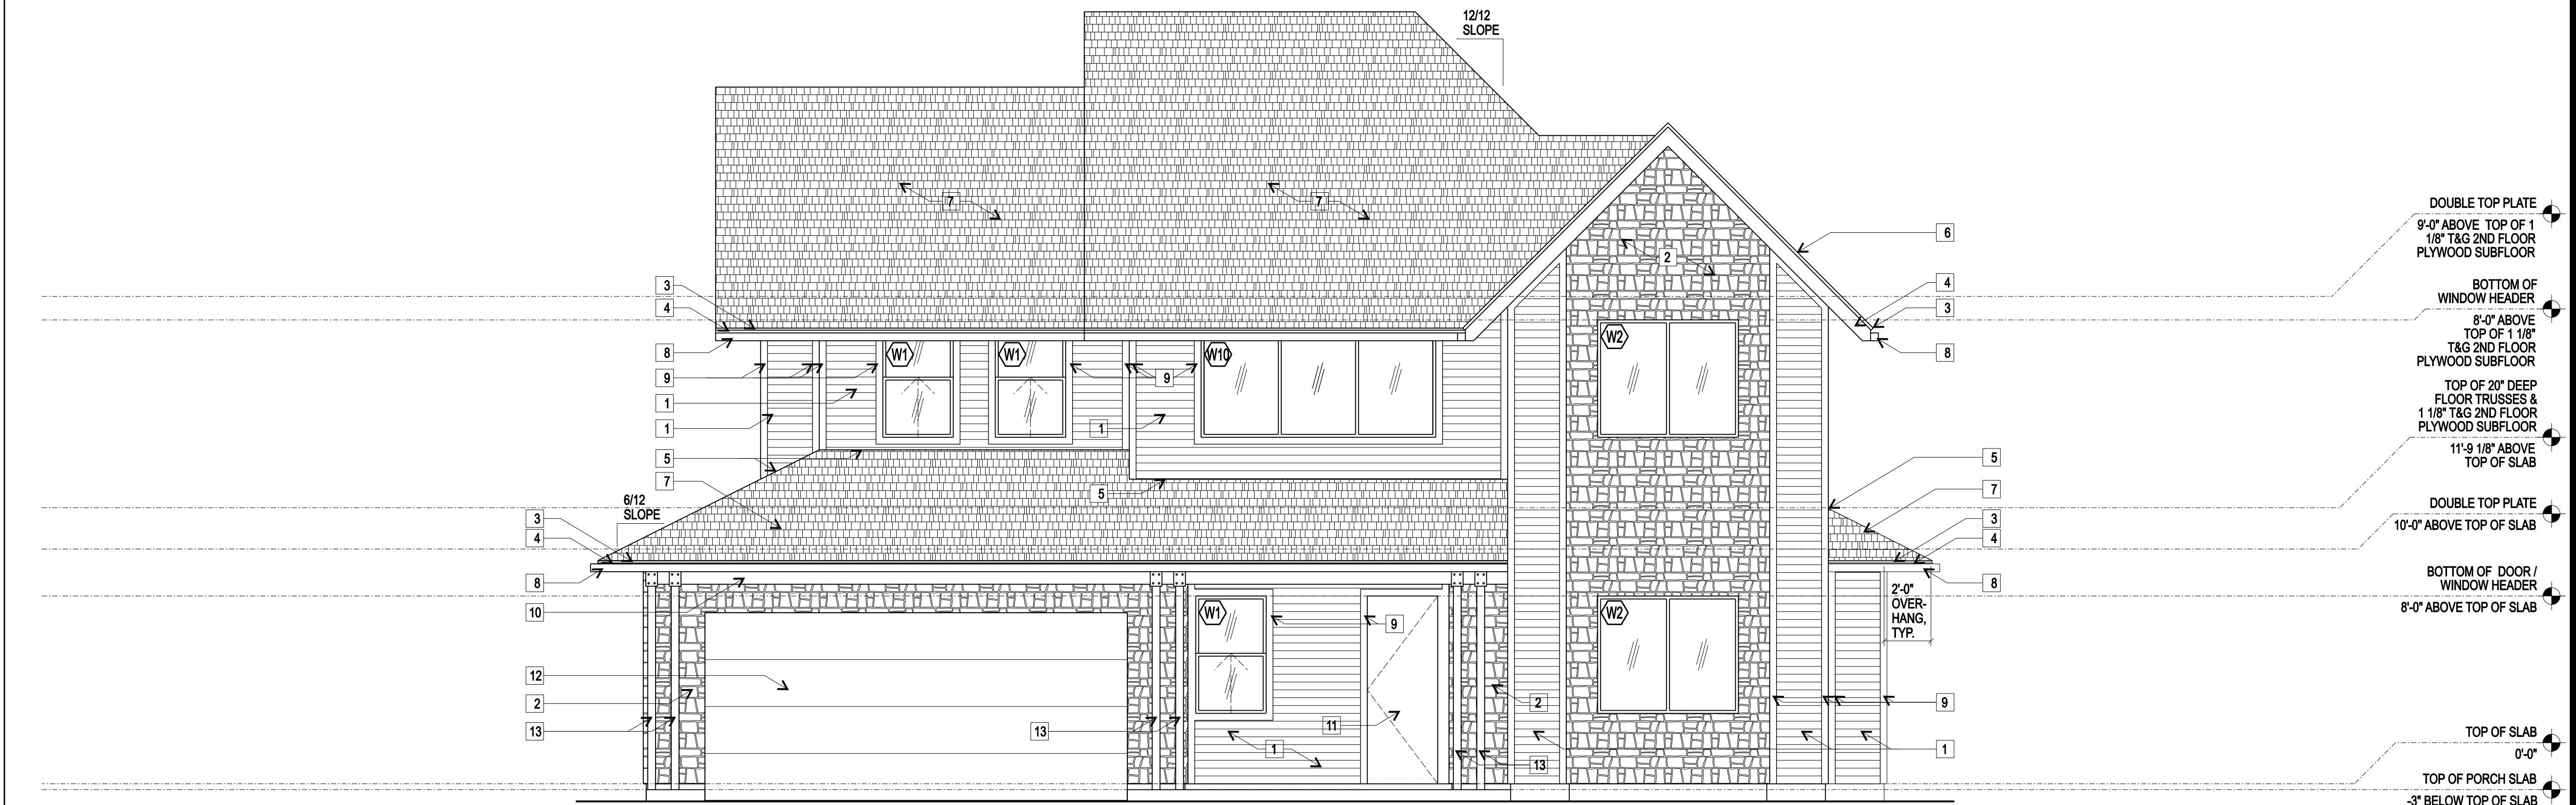 12/12
SLOPE
7
7
2
6
4
3
8
3
4
8
9
1
1
5
7
W1
W1
9
1
W10
W2
5
6/12
SLOPE
3
4
8
10
12
2
13
13
W1
9
11
1
2
13
W2
5
7
3
4
8
2'-0"
OVER-
HANG,
TYP.
9
1
DOUBLE TOP PLATE
9'-0" ABOVE TOP OF 1
1/8" T&G 2ND FLOOR
PLYWOOD SUBFLOOR
BOTTOM OF
WINDOW HEADER
8'-0" ABOVE
TOP OF 1 1/8"
T&G 2ND FLOOR
PLYWOOD SUBFLOOR
TOP OF 20" DEEP
FLOOR TRUSSES &
1 1/8" T&G 2ND FLOOR
PLYWOOD SUBFLOOR
11'-9 1/8" ABOVE
TOP OF SLAB
DOUBLE TOP PLATE
10'-0" ABOVE TOP OF SLAB
BOTTOM OF DOOR /
WINDOW HEADER
8'-0" ABOVE TOP OF SLAB
TOP OF SLAB
0'-0"
TOP OF PORCH SLAB
-3" BELOW TOP OF SLAB